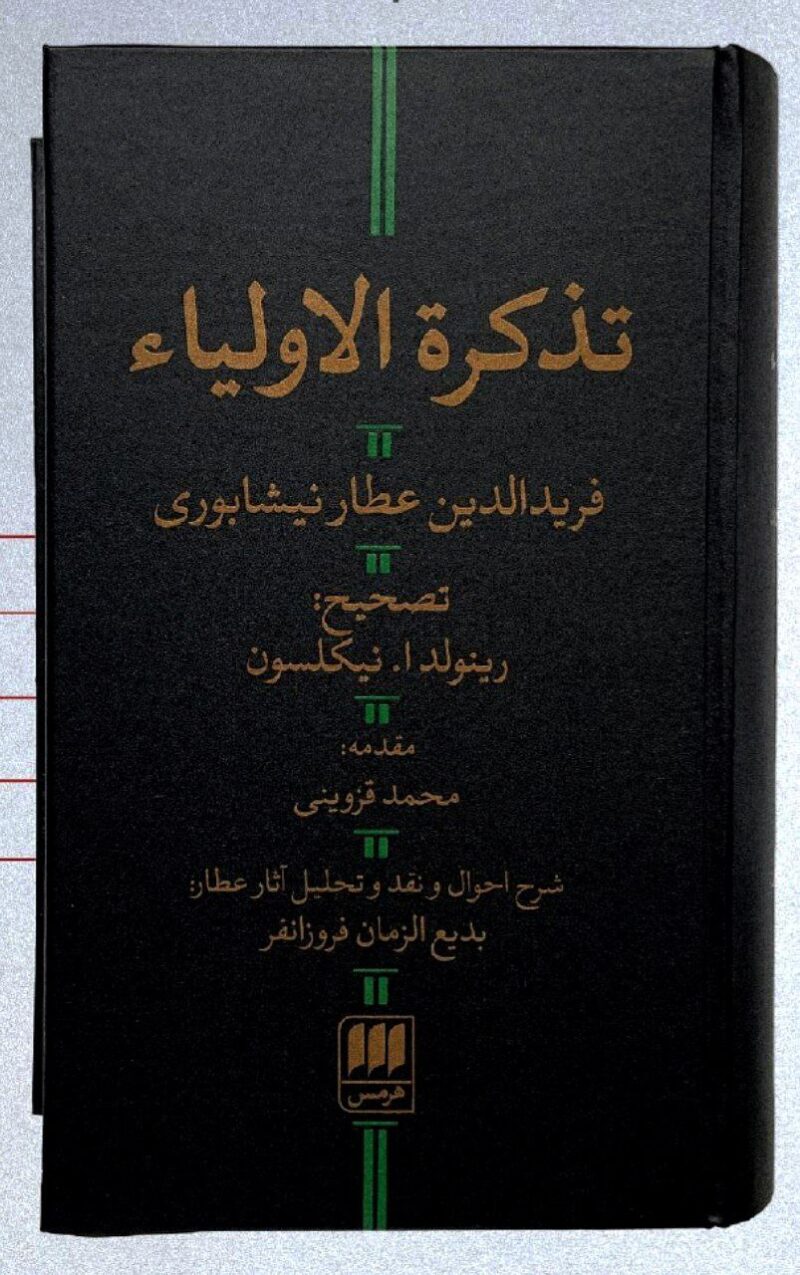 تذکرة الاولیاء
فریدالدین عطار نیشابوری
تصحیح:
رینولد ا. نیکلسون
مقدمه:
محمد قزوینی
شرح احوال و نقد و تحلیل آثار عطار:
بدیع الزمان فروزانفر
هرمس